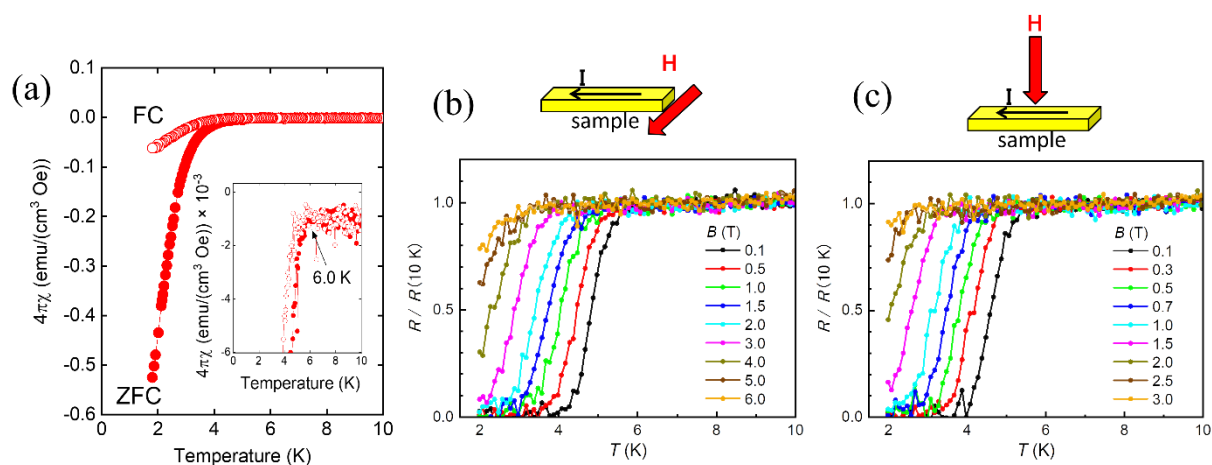 (a)
0.1
0.0
-0.1
-0.2
-0.3
-0.4
-0.5
-0.6
4πχ (emu/(cm³ Oe))
FC
ZFC
0 2 4 6 8 10
Temperature (K)
0
-2
-4
-6
4πχ (emu/(cm³ Oe)) × 10⁻³
6.0 K
0 2 4 6 8 10
Temperature (K)
(b)
I
H
sample
1.0
0.5
0.0
R / R (10 K)
B (T)
0.1
0.5
1.0
1.5
2.0
3.0
4.0
5.0
6.0
2 4 6 8 10
T (K)
(c)
H
I
sample
1.0
0.5
0.0
R / R (10 K)
B (T)
0.1
0.3
0.5
0.7
1.0
1.5
2.0
2.5
3.0
2 4 6 8 10
T (K)